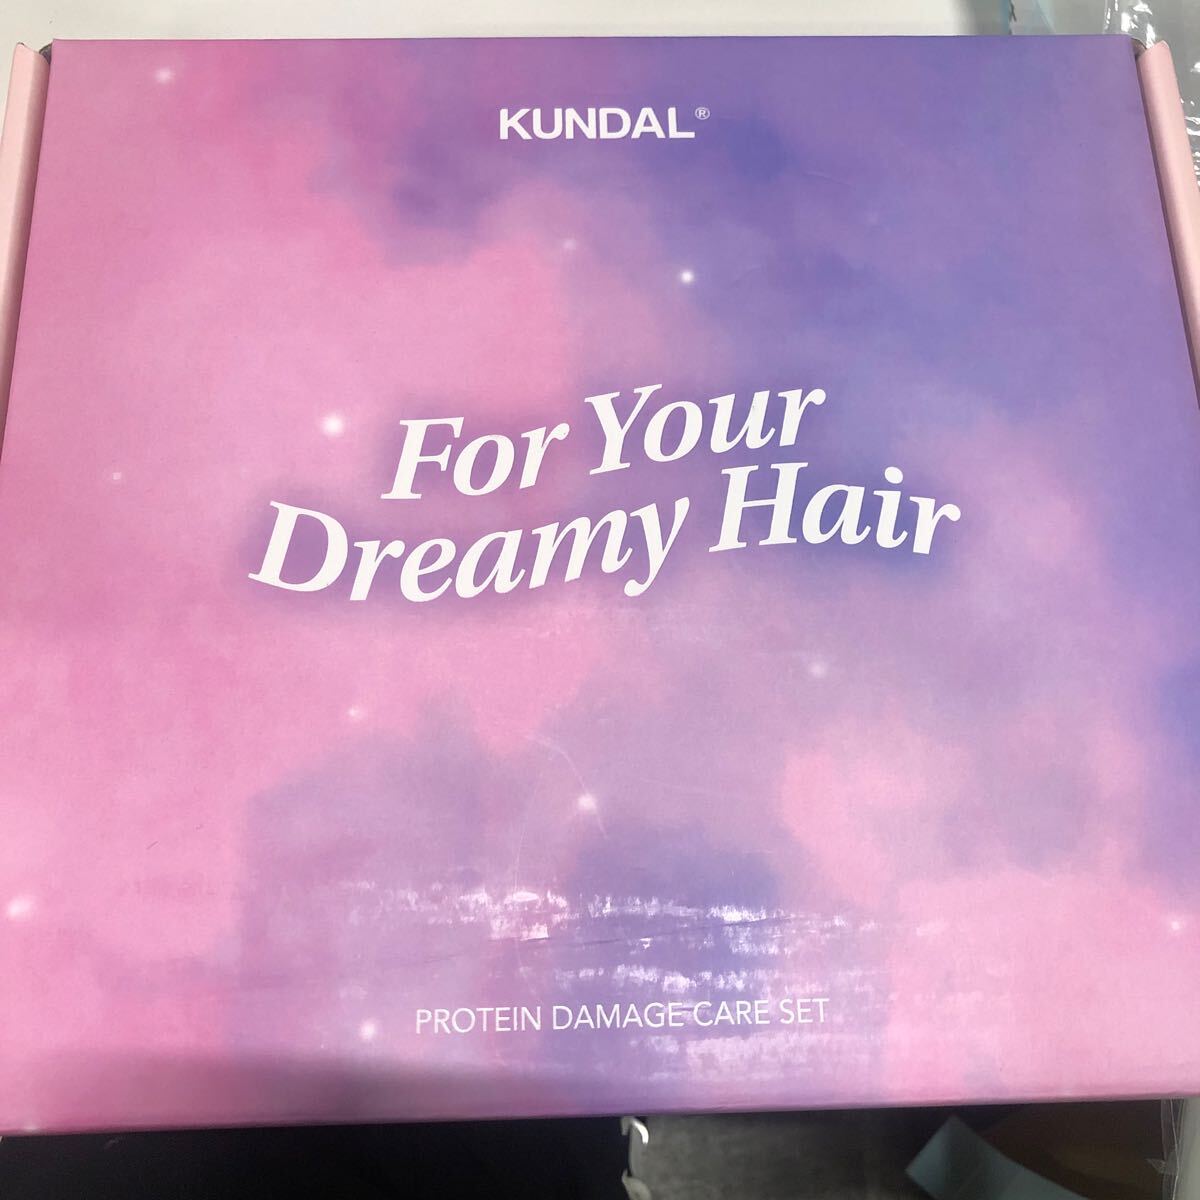 KUNDAL®
For Your
Dreamy Hair
PROTEIN DAMAGE CARE SET